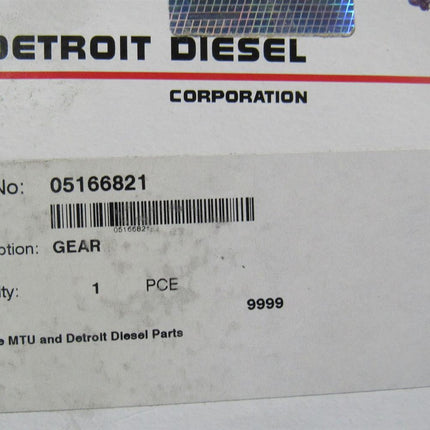 DETROIT DIESEL
CORPORATION
No: 05166821
05166821
ption: GEAR
ity: 1 PCE
9999
e MTU and Detroit Diesel Parts